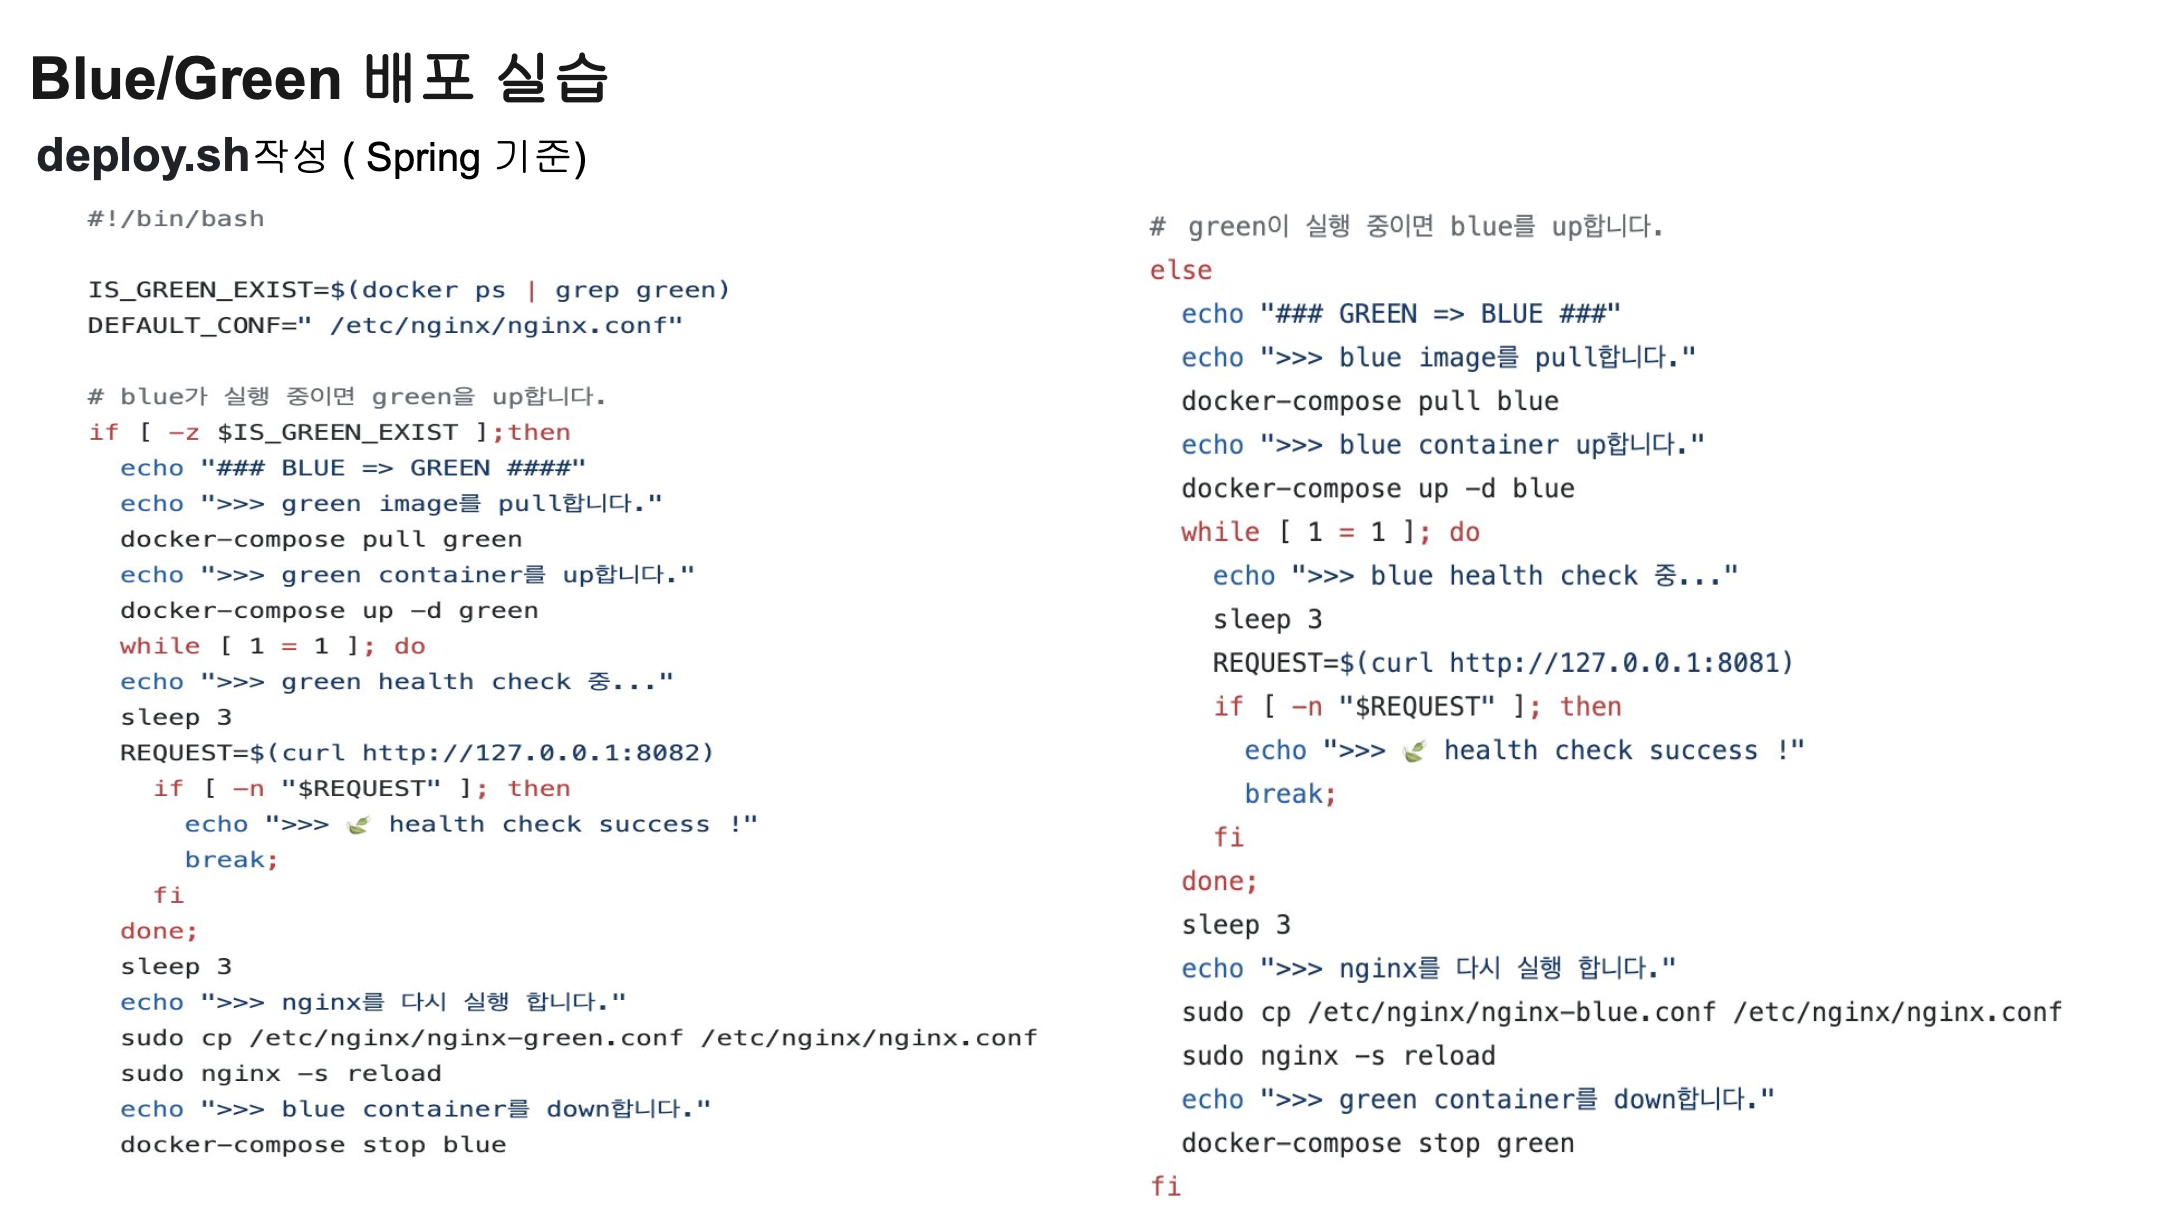 Blue/Green 배포 실습
deploy.sh작성 ( Spring 기준)
#!/bin/bash
IS_GREEN_EXIST=$(docker ps | grep green)
DEFAULT_CONF=" /etc/nginx/nginx.conf"
# blue가 실행 중이면 green을 up합니다.
if [ -z $IS_GREEN_EXIST ];then
echo "### BLUE => GREEN ####"
echo ">>> green image를 pull합니다."
docker-compose pull green
echo ">>> green container를 up합니다."
docker-compose up -d green
while [ 1 = 1 ]; do
echo ">>> green health check 중..."
sleep 3
REQUEST=$(curl http://127.0.0.1:8082)
if [ -n "$REQUEST" ]; then
echo ">>> 🍃 health check success !"
break;
fi
done;
sleep 3
echo ">>> nginx를 다시 실행 합니다."
sudo cp /etc/nginx/nginx-green.conf /etc/nginx/nginx.conf
sudo nginx -s reload
echo ">>> blue container를 down합니다."
docker-compose stop blue
# green이 실행 중이면 blue를 up합니다.
else
echo "### GREEN => BLUE ###"
echo ">>> blue image를 pull합니다."
docker-compose pull blue
echo ">>> blue container up합니다."
docker-compose up -d blue
while [ 1 = 1 ]; do
echo ">>> blue health check 중..."
sleep 3
REQUEST=$(curl http://127.0.0.1:8081)
if [ -n "$REQUEST" ]; then
echo ">>> 🍃 health check success !"
break;
fi
done;
sleep 3
echo ">>> nginx를 다시 실행 합니다."
sudo cp /etc/nginx/nginx-blue.conf /etc/nginx/nginx.conf
sudo nginx -s reload
echo ">>> green container를 down합니다."
docker-compose stop green
fi